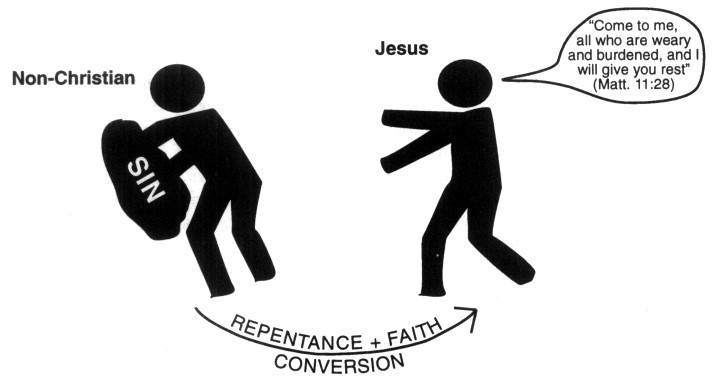 Non-Christian
SIN
Jesus
“Come to me,
all who are weary
and burdened, and I
will give you rest”
(Matt. 11:28)
REPENTANCE + FAITH
CONVERSION